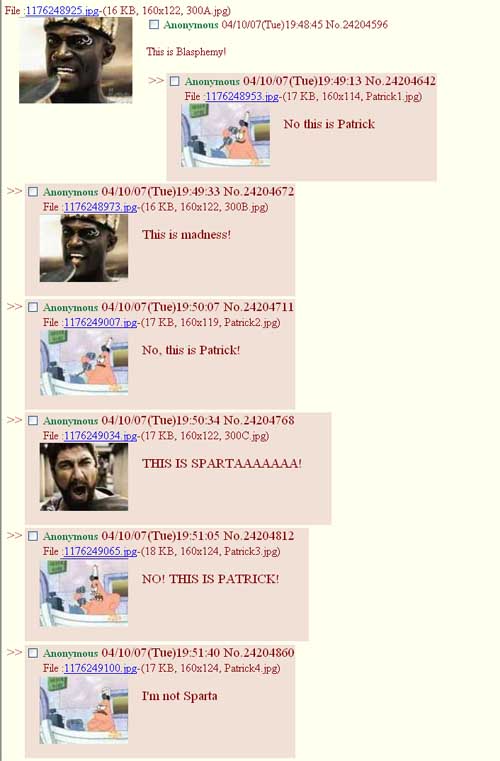 File :1176248925.jpg-(16 KB, 160x122, 300A.jpg)
Anonymous 04/10/07(Tue)19:48:45 No.24204596
This is Blasphemy!
>> Anonymous 04/10/07(Tue)19:49:13 No.24204642
File :1176248953.jpg-(17 KB, 160x114, Patrick1.jpg)
No this is Patrick
>> Anonymous 04/10/07(Tue)19:49:33 No.24204672
File :1176248973.jpg-(16 KB, 160x122, 300B.jpg)
This is madness!
>> Anonymous 04/10/07(Tue)19:50:07 No.24204711
File :1176249007.jpg-(17 KB, 160x119, Patrick2.jpg)
No, this is Patrick!
>> Anonymous 04/10/07(Tue)19:50:34 No.24204768
File :1176249034.jpg-(17 KB, 160x122, 300C.jpg)
THIS IS SPARTAAAAAAA!
>> Anonymous 04/10/07(Tue)19:51:05 No.24204812
File :1176249065.jpg-(18 KB, 160x124, Patrick3.jpg)
NO! THIS IS PATRICK!
>> Anonymous 04/10/07(Tue)19:51:40 No.24204860
File :1176249100.jpg-(17 KB, 160x124, Patrick4.jpg)
I'm not Sparta